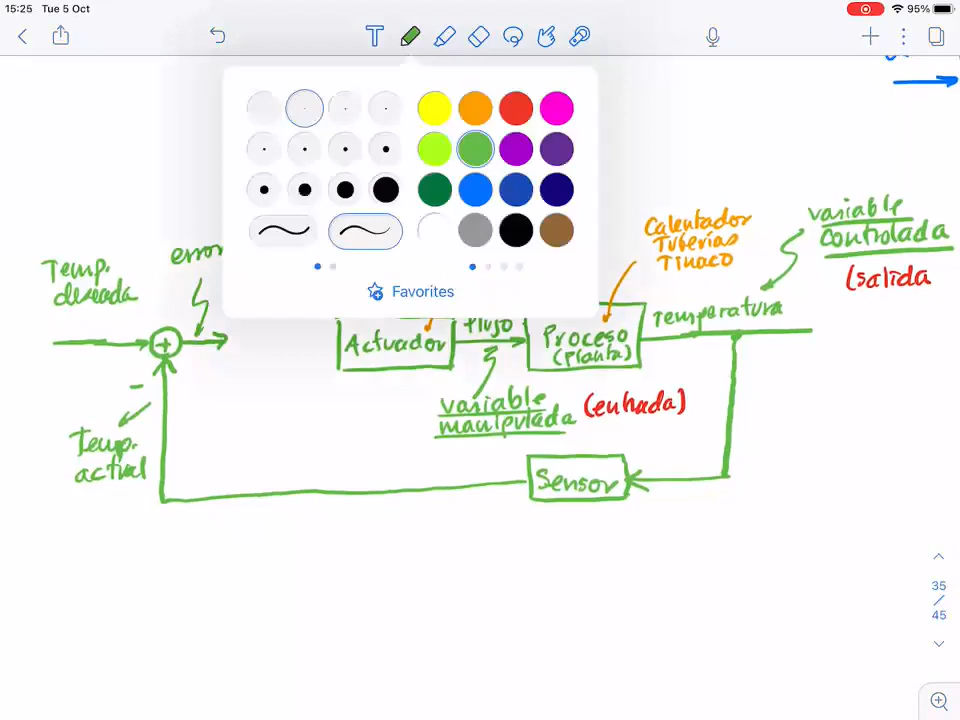 15:25 Tue 5 Oct
95%
T
Favorites
variable
controlada
(salida
Calentador
Tuberías
Tinaco
error
Temp.
deseada
Temperatura
Flujo
Actuador
Proceso
(Planta)
+
−
variable
manipulada
(entrada)
Temp.
actual
Sensor
35
/
45